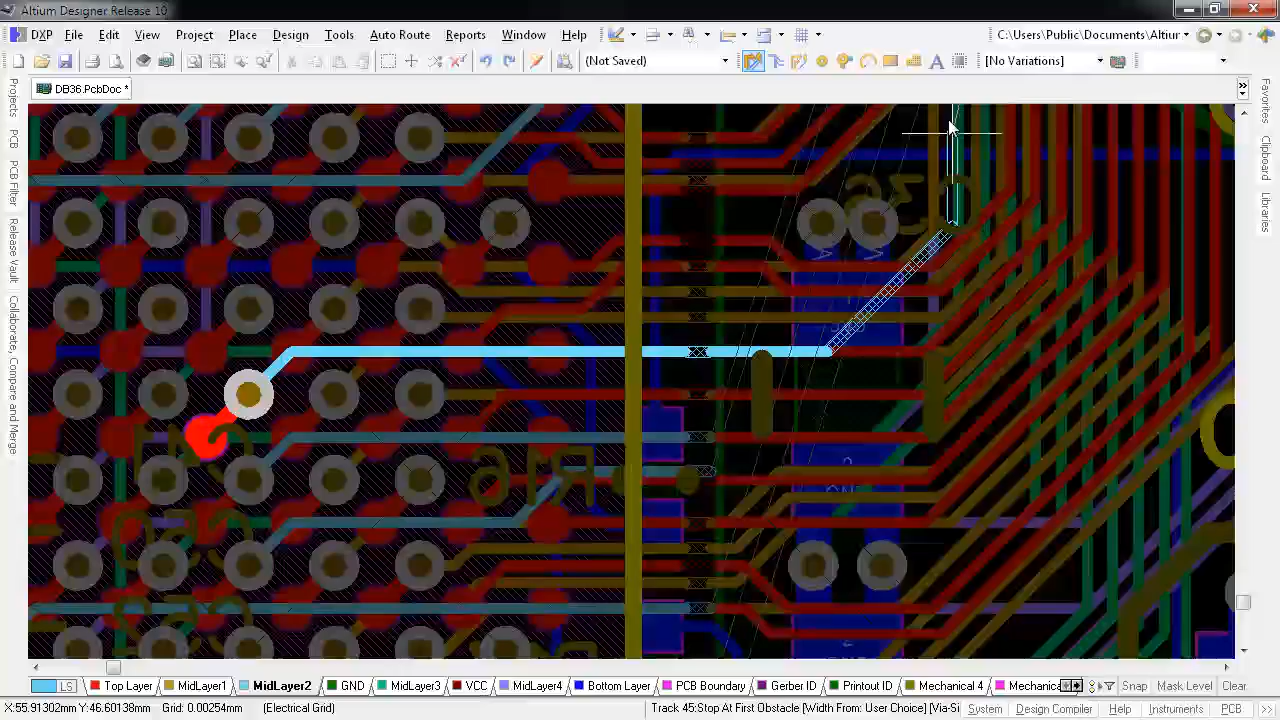 Altium Designer Release 10
DXP File Edit View Project Place Design Tools Auto Route Reports Window Help C:\Users\Public\Documents\Altiur
(Not Saved) [No Variations]
DB36.PcbDoc *
Projects
PCB
PCB Filter
Release Vault
Collaborate, Compare and Merge
Favorites
Clipboard
Libraries
LS Top Layer MidLayer1 MidLayer2 GND MidLayer3 VCC MidLayer4 Bottom Layer PCB Boundary Gerber ID Printout ID Mechanical 4 Mechanica Snap Mask Level Clear
X:55.91302mm Y:46.60138mm Grid: 0.00254mm (Electrical Grid) Track 45:Stop At First Obstacle [Width From: User Choice] [Via-Si System Design Compiler Help Instruments PCB >>